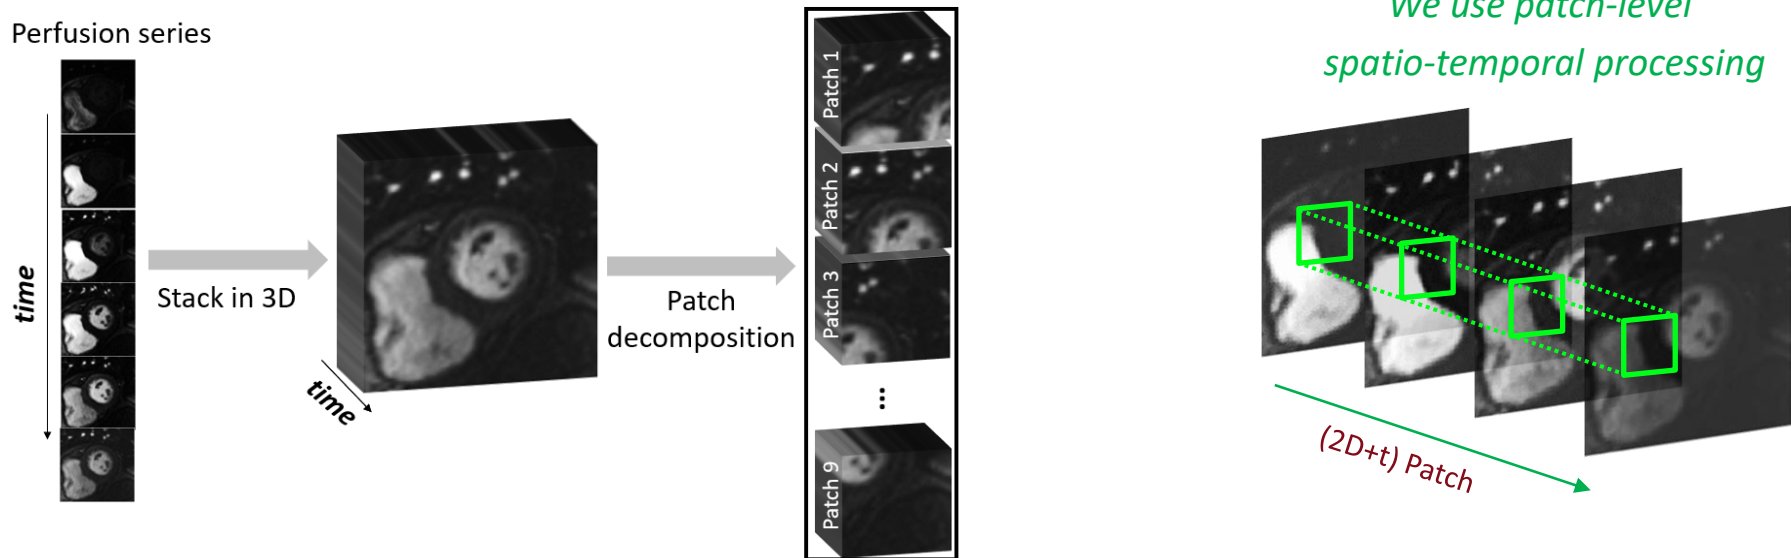 Perfusion series
time
Stack in 3D
time
Patch
decomposition
Patch 1
Patch 2
Patch 3
...
Patch 9
We use patch-level
spatio-temporal processing
(2D+t) Patch